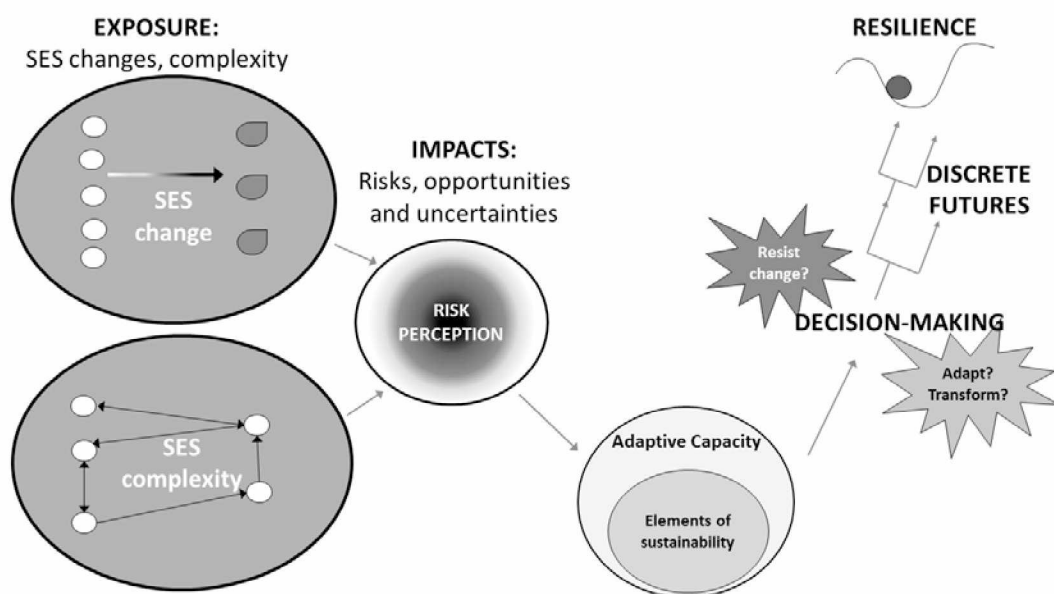 EXPOSURE:
SES changes, complexity
SES
change
SES
complexity
IMPACTS:
Risks, opportunities
and uncertainties
RISK
PERCEPTION
Adaptive Capacity
Elements of
sustainability
RESILIENCE
DISCRETE
FUTURES
Resist
change?
DECISION-MAKING
Adapt?
Transform?